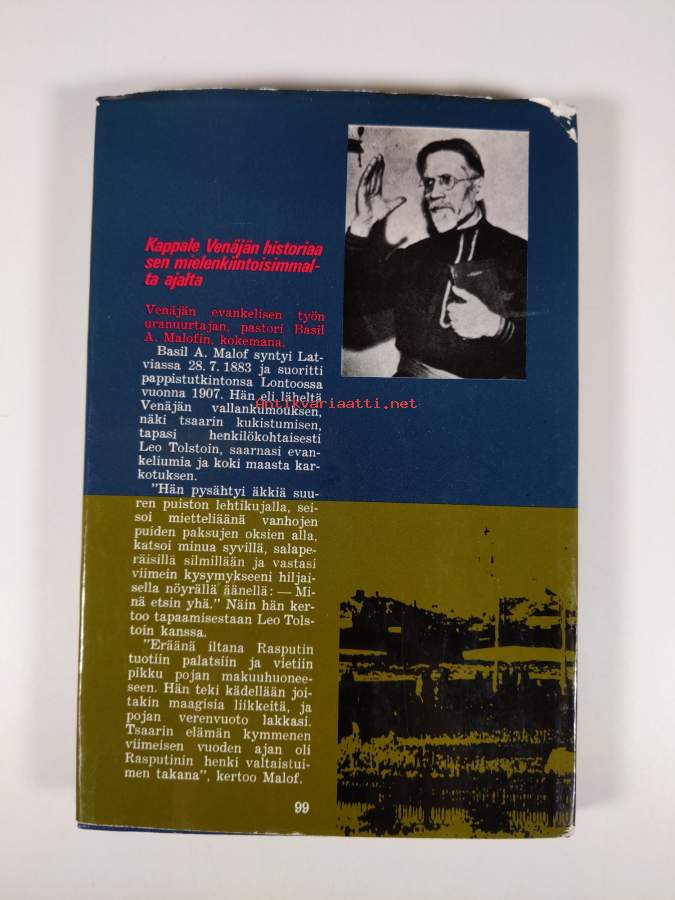 Kappale Venäjän historiaa
sen mielenkiintoisimmal-
ta ajalta
Venäjän evankelisen työn
uranuurtajan, pastori Basil
A. Malofin, kokemana.
Basil A. Malof syntyi Lat-
viassa 28. 7. 1883 ja suoritti
pappistutkintonsa Lontoossa
vuonna 1907. Hän eli läheltä
Venäjän vallankumouksen,
näki tsaarin kukistumisen,
tapasi henkilökohtaisesti
Leo Tolstoin, saarnasi evan-
keliumia ja koki maasta kar-
kotuksen.
"Hän pysähtyi äkkiä suu-
ren puiston lehtikujalla, sei-
soi mietteliäänä vanhojen
puiden paksujen oksien alla,
katsoi minua syvillä, salape-
räisillä silmillään ja vastasi
viimein kysymykseeni hiljai-
sella nöyrällä äänellä: — Mi-
nä etsin yhä." Näin hän ker-
too tapaamisestaan Leo Tols-
toin kanssa.
"Eräänä iltana Rasputin
tuotiin palatsiin ja vietiin
pikku pojan makuuhuonee-
seen. Hän teki kädellään joi-
takin maagisia liikkeitä, ja
pojan verenvuoto lakkasi.
Tsaarin elämän kymmenen
viimeisen vuoden ajan oli
Rasputinin henki valtaistui-
men takana", kertoo Malof.
99
Antikvariaatti.net